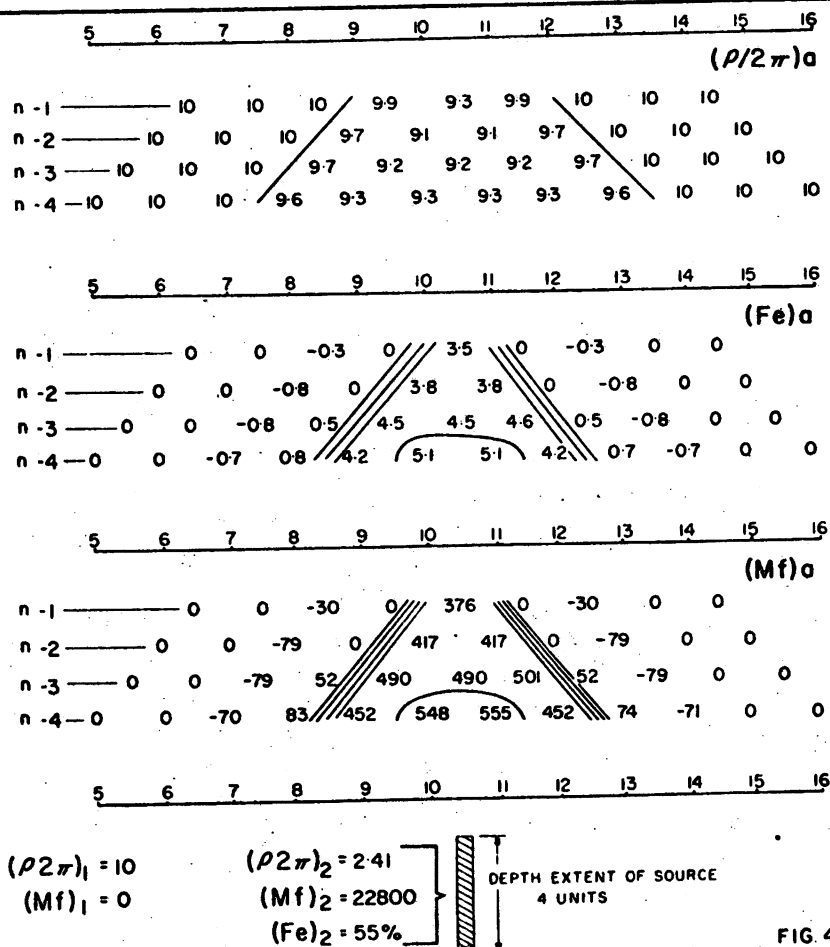 5 6 7 8 9 10 11 12 13 14 15 16
(ρ/2π)a
n -1 10 10 10 9.9 9.3 9.9 10 10 10
n -2 10 10 10 9.7 9.1 9.1 9.7 10 10 10
n -3 10 10 10 9.7 9.2 9.2 9.2 9.7 10 10 10
n -4 10 10 10 9.6 9.3 9.3 9.3 9.3 9.6 10 10 10
5 6 7 8 9 10 11 12 13 14 15 16
(Fe)a
n -1 0 0 -0.3 0 3.5 0 -0.3 0 0
n -2 0 0 -0.8 0 3.8 3.8 0 -0.8 0 0
n -3 0 0 -0.8 0.5 4.5 4.5 4.6 0.5 -0.8 0 0
n -4 0 0 -0.7 0.8 4.2 5.1 5.1 4.2 0.7 -0.7 0 0
5 6 7 8 9 10 11 12 13 14 15 16
(Mf)a
n -1 0 0 -30 0 376 0 -30 0 0
n -2 0 0 -79 0 417 417 0 -79 0 0
n -3 0 0 -79 52 490 490 501 52 -79 0 0
n -4 0 0 -70 83 452 548 555 452 74 -71 0 0
5 6 7 8 9 10 11 12 13 14 15 16
(ρ2π)₁ = 10
(Mf)₁ = 0
(ρ2π)₂ = 2.41
(Mf)₂ = 22800
(Fe)₂ = 55%
DEPTH EXTENT OF SOURCE
4 UNITS
FIG. 4